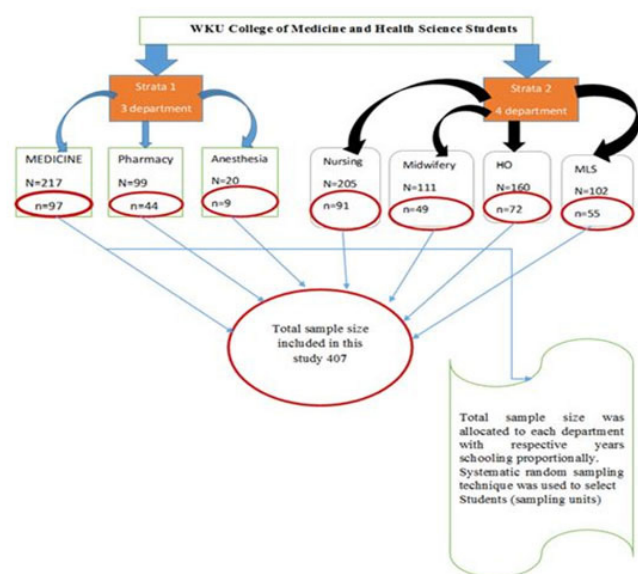 WKU College of Medicine and Health Science Students
Strata 1
3 department
Strata 2
4 department
MEDICINE
N=217
n=97
Pharmacy
N=99
n=44
Anesthesia
N=20
n=9
Nursing
N=205
n=91
Midwifery
N=111
n=49
HO
N=160
n=72
MLS
N=102
n=55
Total sample size
included in this
study 407
Total sample size was
allocated to each department
with respective years
schooling proportionally.
Systematic random sampling
technique was used to select
Students (sampling units)